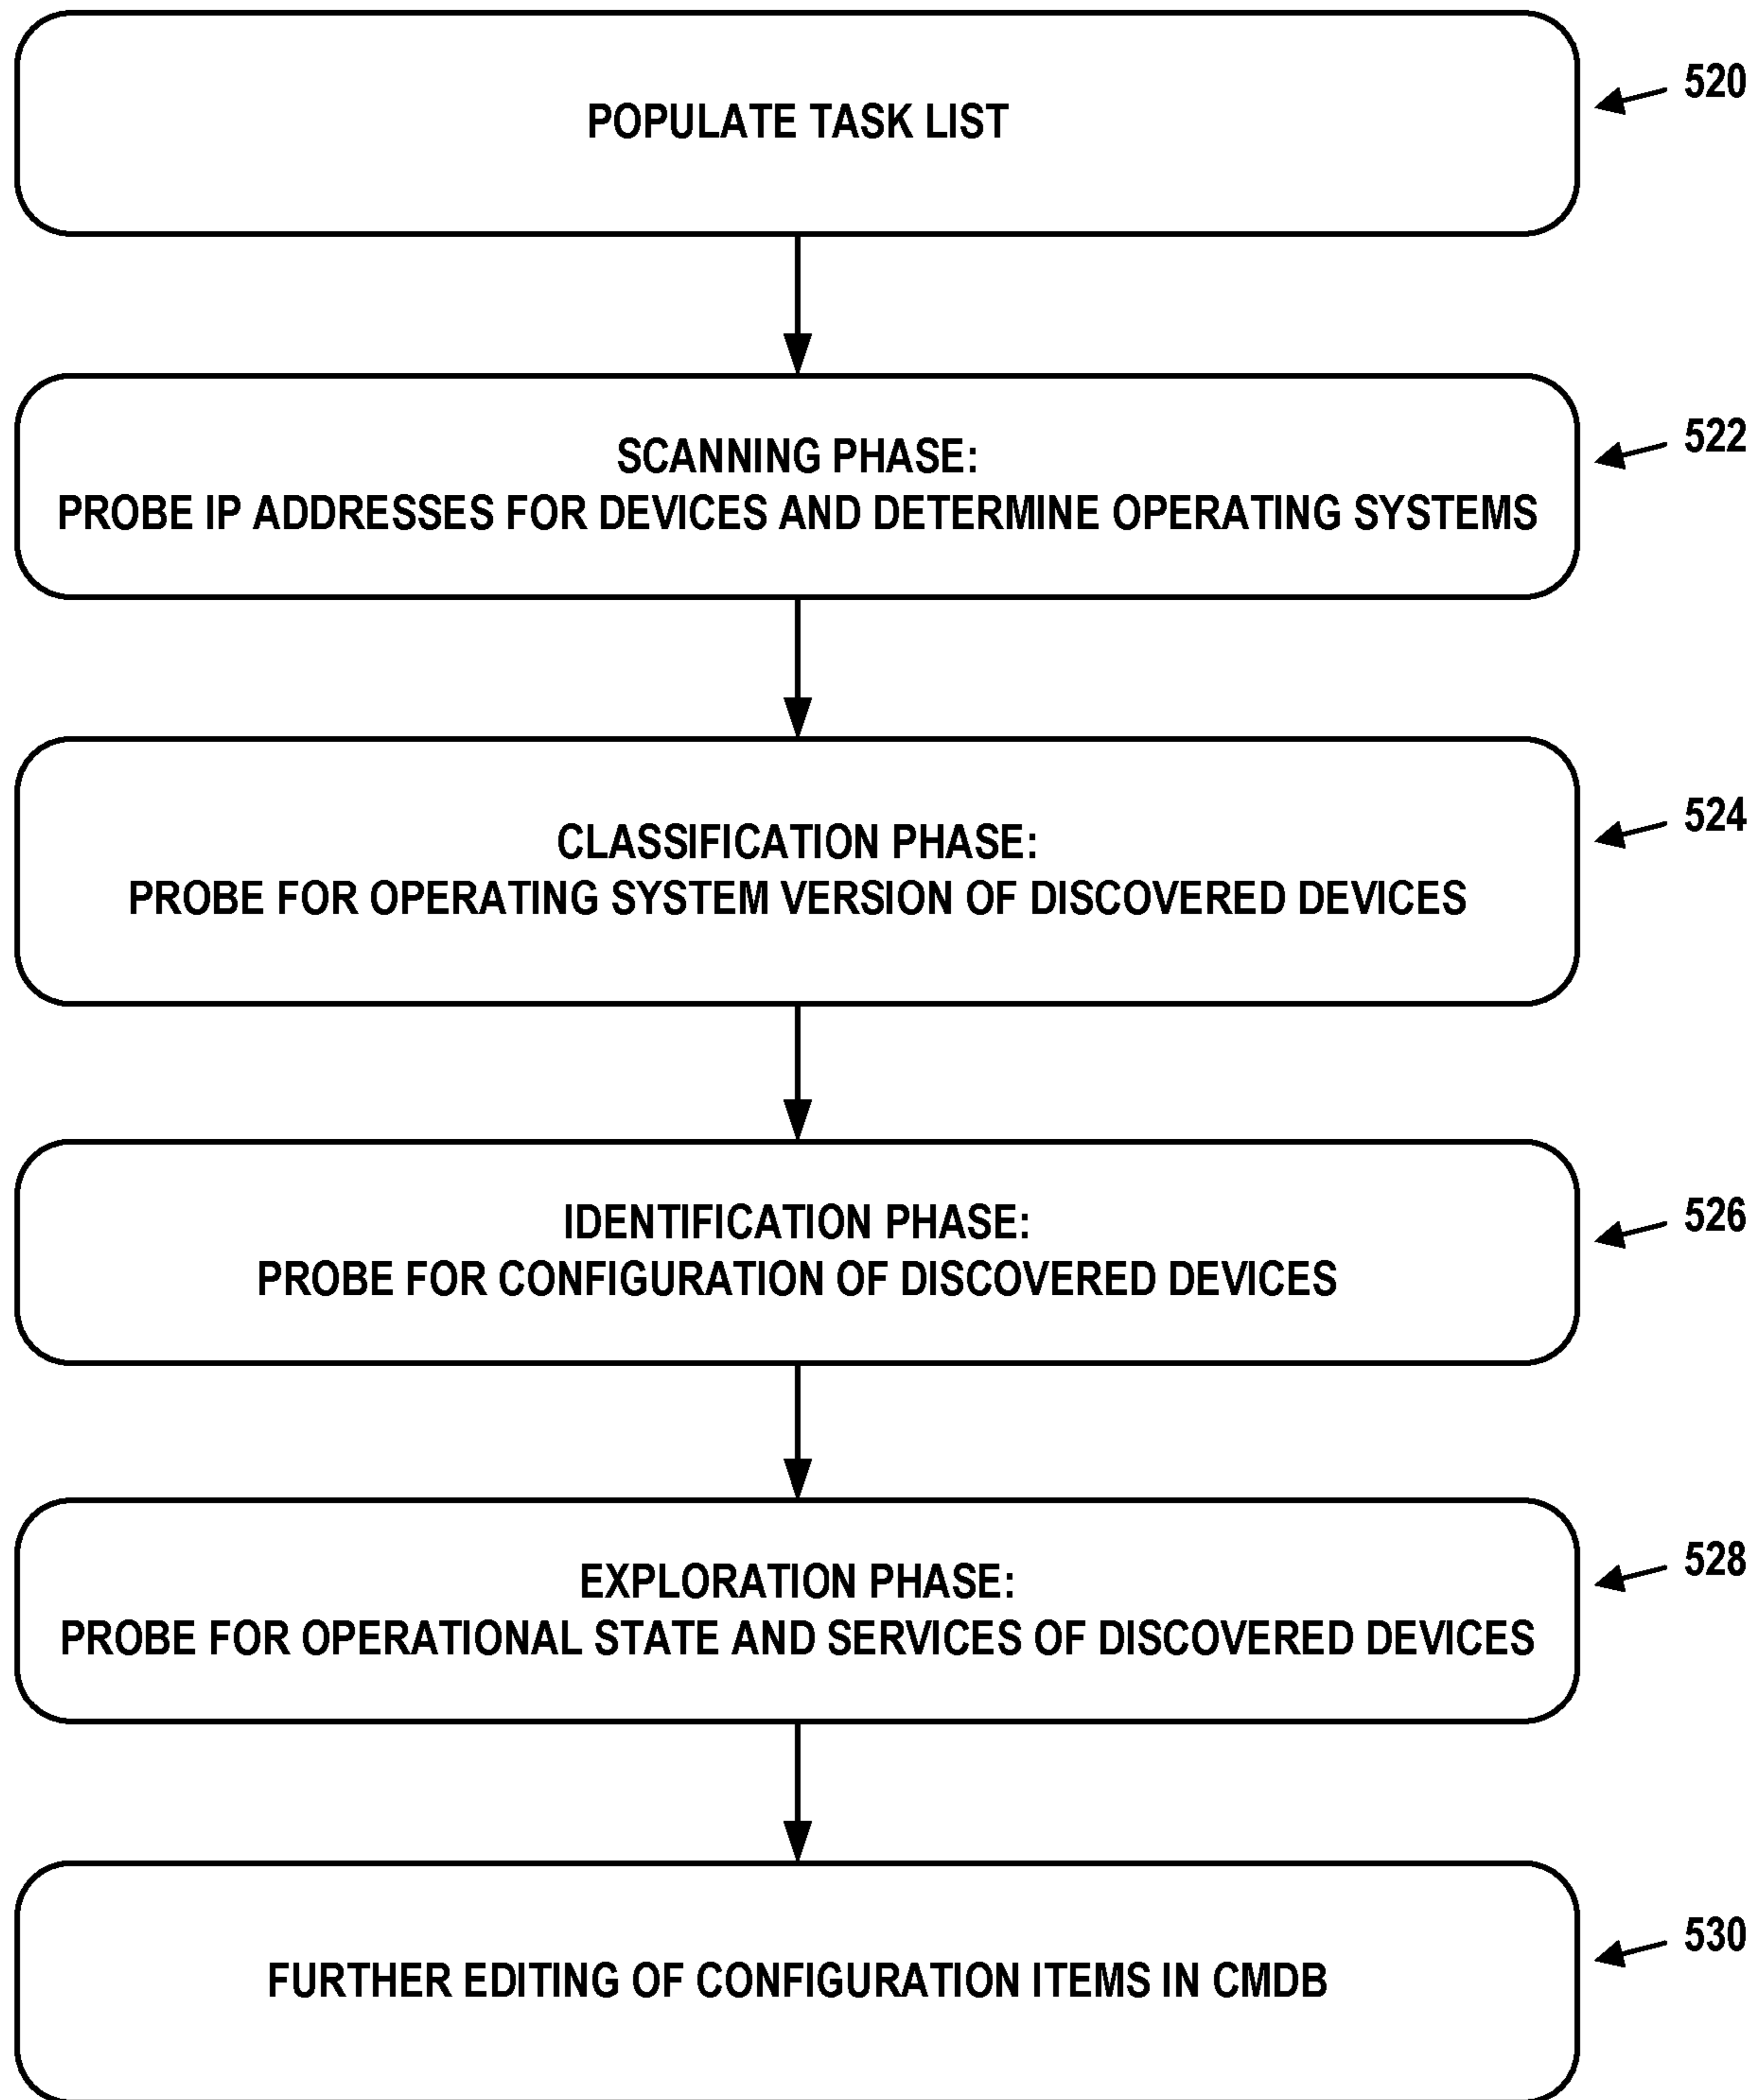 POPULATE TASK LIST
520
SCANNING PHASE:
PROBE IP ADDRESSES FOR DEVICES AND DETERMINE OPERATING SYSTEMS
522
CLASSIFICATION PHASE:
PROBE FOR OPERATING SYSTEM VERSION OF DISCOVERED DEVICES
524
IDENTIFICATION PHASE:
PROBE FOR CONFIGURATION OF DISCOVERED DEVICES
526
EXPLORATION PHASE:
PROBE FOR OPERATIONAL STATE AND SERVICES OF DISCOVERED DEVICES
528
FURTHER EDITING OF CONFIGURATION ITEMS IN CMDB
530